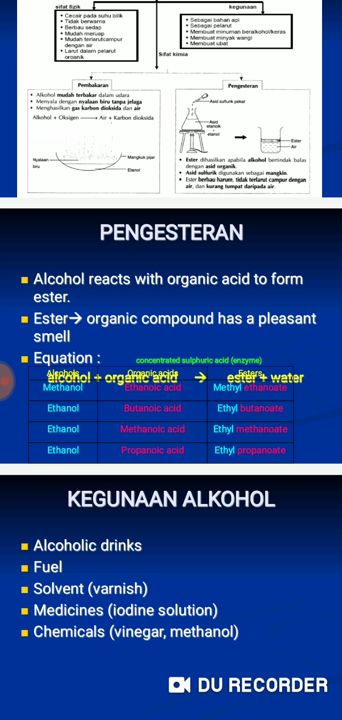 sifat fizik
kegunaan
• Cecair pada suhu bilik
• Tidak berwarna
• Berbau sedap
• Mudah meruap
• Mudah terlarutcampur
dengan air
• Larut dalam pelarut
organik
• Sebagai bahan api
• Sebagai pelarut
• Membuat minuman beralkohol/keras
• Membuat minyak wangi
• Membuat ubat
Sifat kimia
Pembakaran
• Alkohol mudah terbakar dalam udara
• Menyala dengan nyalaan biru tanpa jelaga
• Menghasilkan gas karbon dioksida dan air
Alkohol + Oksigen → Air + Karbon dioksida
Nyalaan
biru
Mangkuk pijar
Etanol
Pengesteran
Asid sulfurik pekat
Asid
etanoik
+
etanol
Ester
Air
• Ester dihasilkan apabila alkohol bertindak balas
dengan asid organik.
• Asid sulfurik digunakan sebagai mangkin.
• Ester berbau harum, tidak terlarut campur dengan
air, dan kurang tumpat daripada air.
PENGESTERAN
Alcohol reacts with organic acid to form
ester.
Ester→ organic compound has a pleasant
smell
Equation :
concentrated sulphuric acid (enzyme)
alcohol + organic acid → ester + water
Alcohols Organic acids Esters
Methanol Ethanoic acid Methyl ethanoate
Ethanol Butanoic acid Ethyl butanoate
Ethanol Methanoic acid Ethyl methanoate
Ethanol Propanoic acid Ethyl propanoate
KEGUNAAN ALKOHOL
Alcoholic drinks
Fuel
Solvent (varnish)
Medicines (iodine solution)
Chemicals (vinegar, methanol)
DU RECORDER